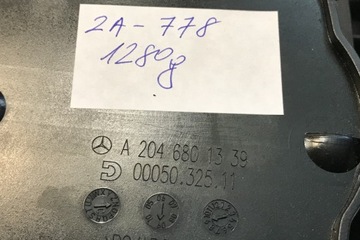 2A-778
1280g
A 204 680 13 39
D 00050.325.11